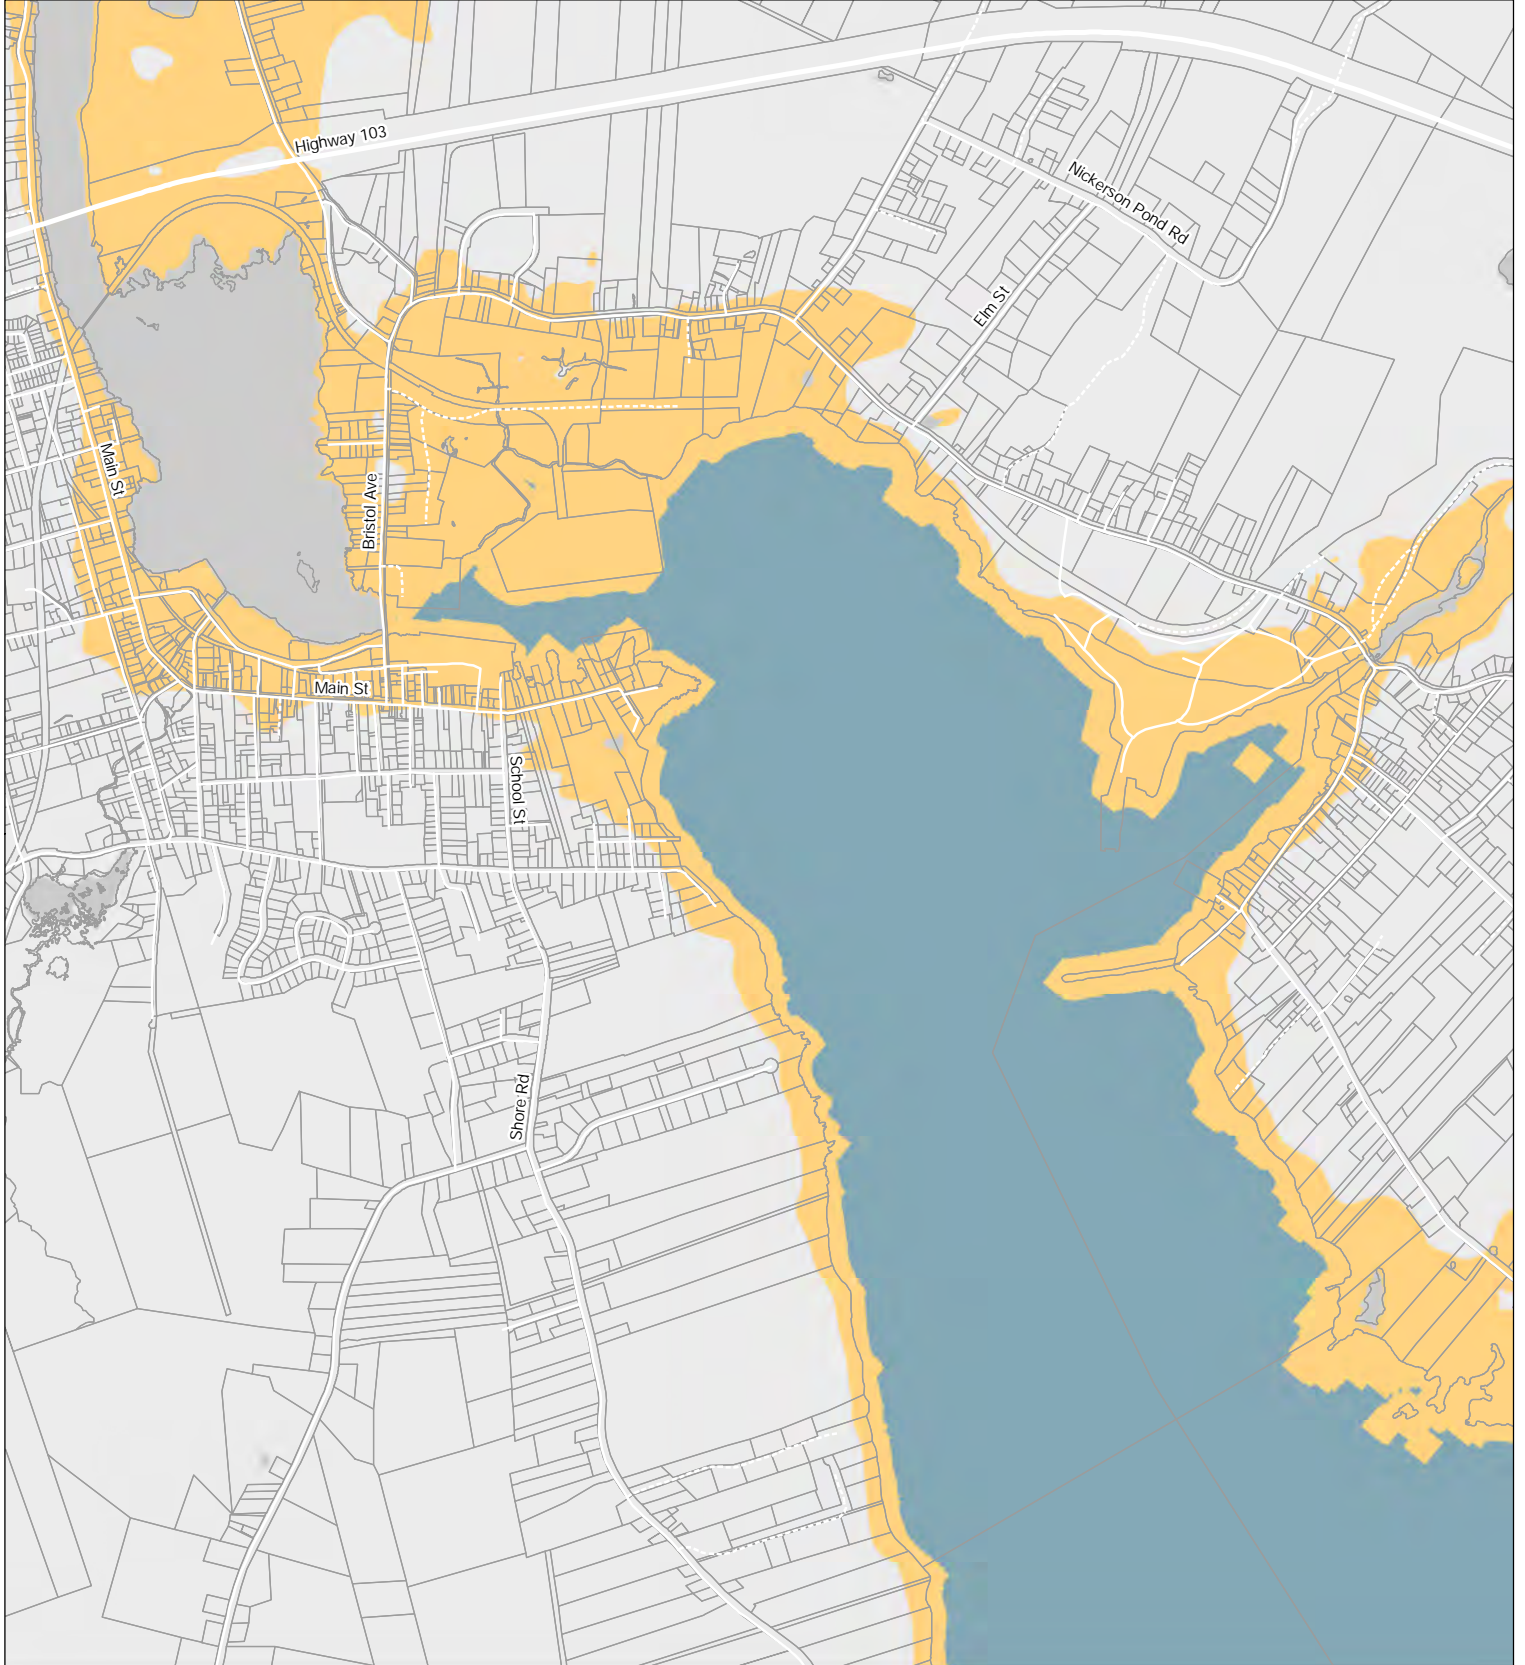 Highway 103
Nickerson Pond Rd
Elm St
Main St
Bristol Ave
Main St
School St
Shore Rd